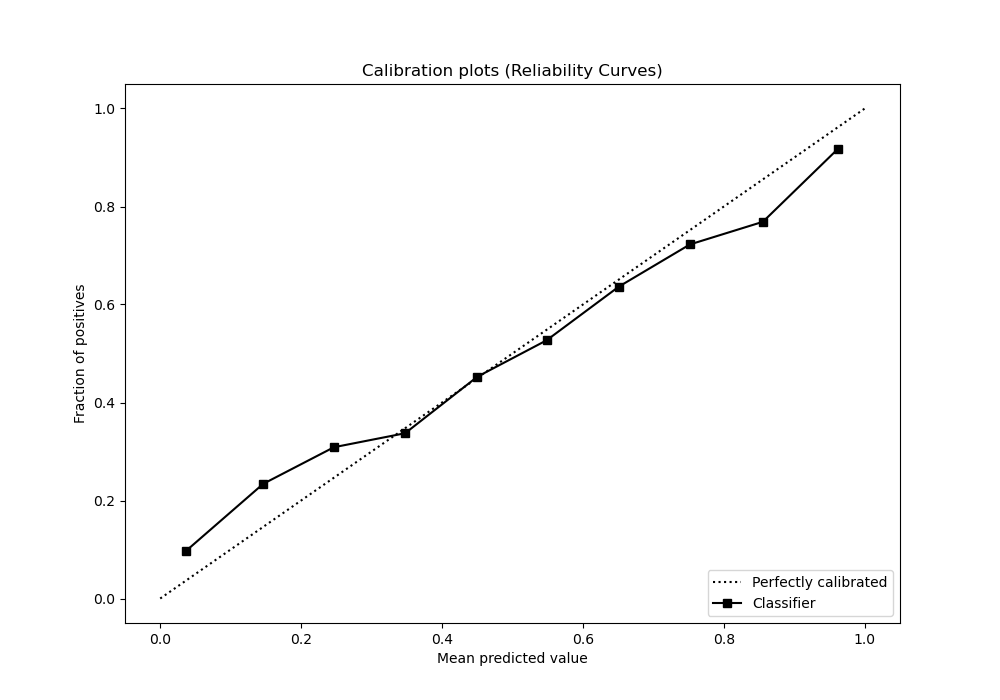 Calibration plots (Reliability Curves)
1.0
0.8
0.6
0.4
0.2
0.0
Fraction of positives
Perfectly calibrated
Classifier
0.0 0.2 0.4 0.6 0.8 1.0
Mean predicted value